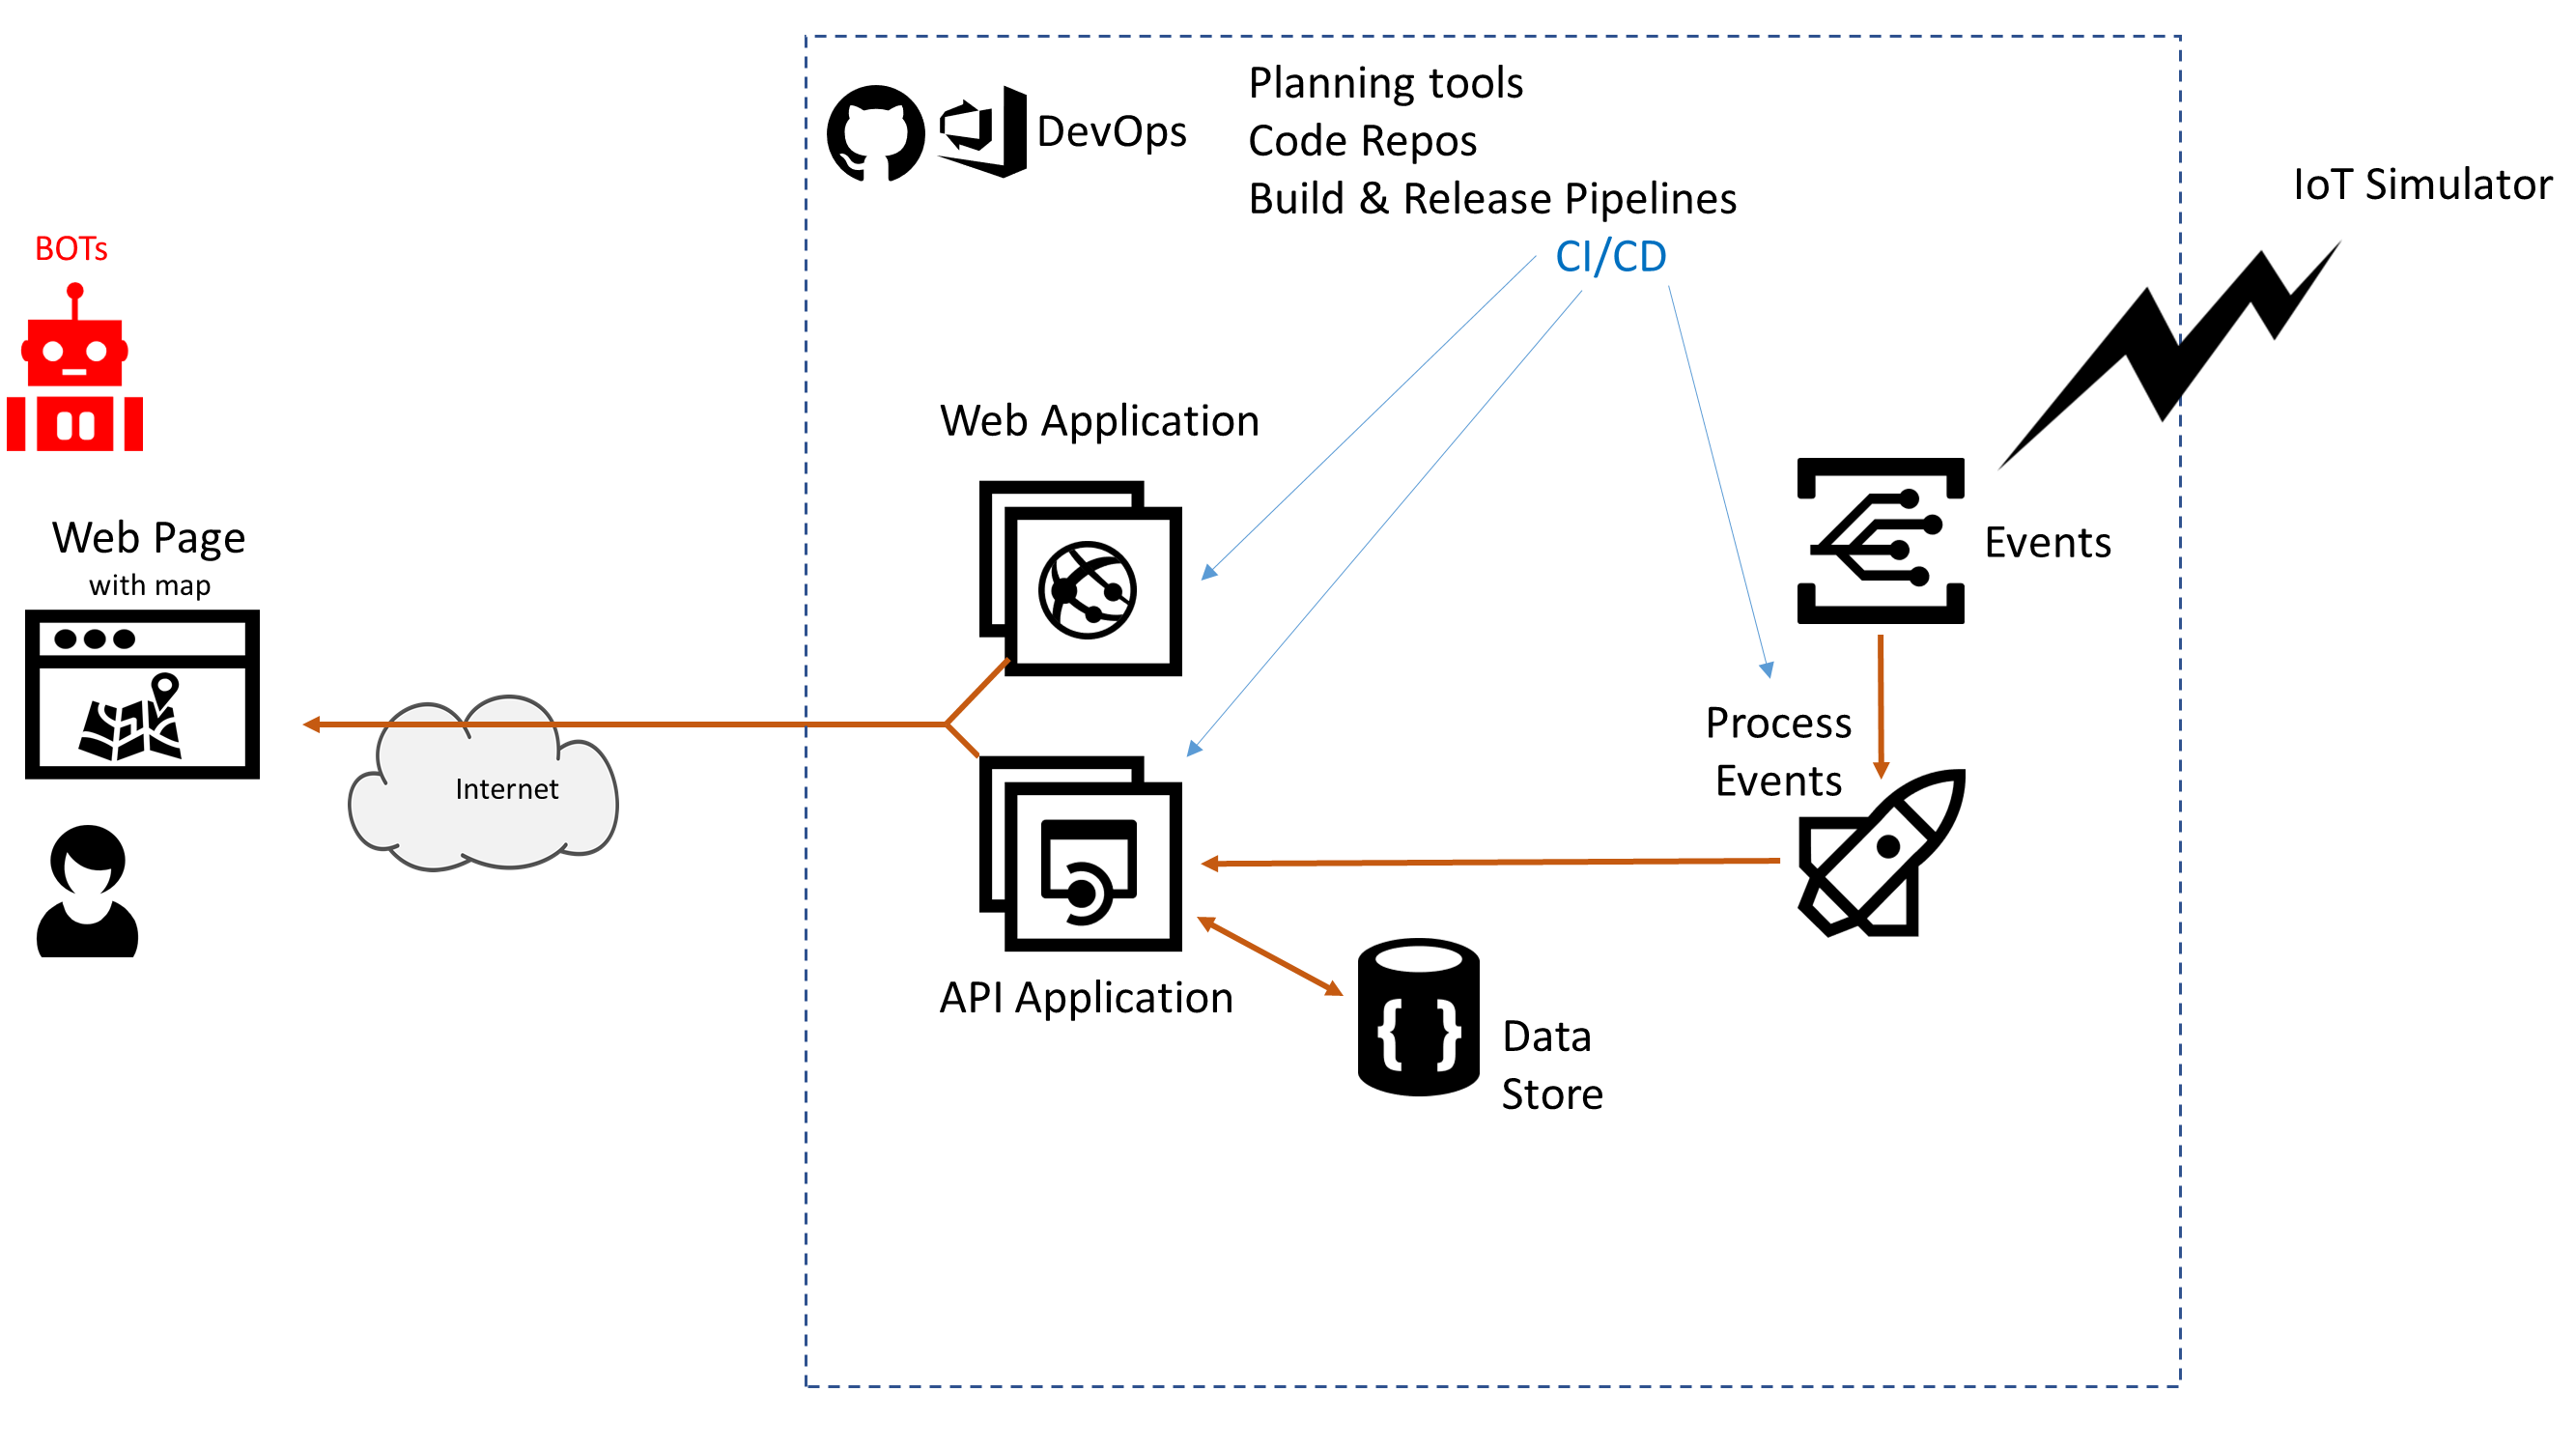 Planning tools
DevOps
Code Repos
Build & Release Pipelines
CI/CD
IoT Simulator
BOTs
Web Page
with map
Internet
Web Application
Events
Process
Events
API Application
Data
Store